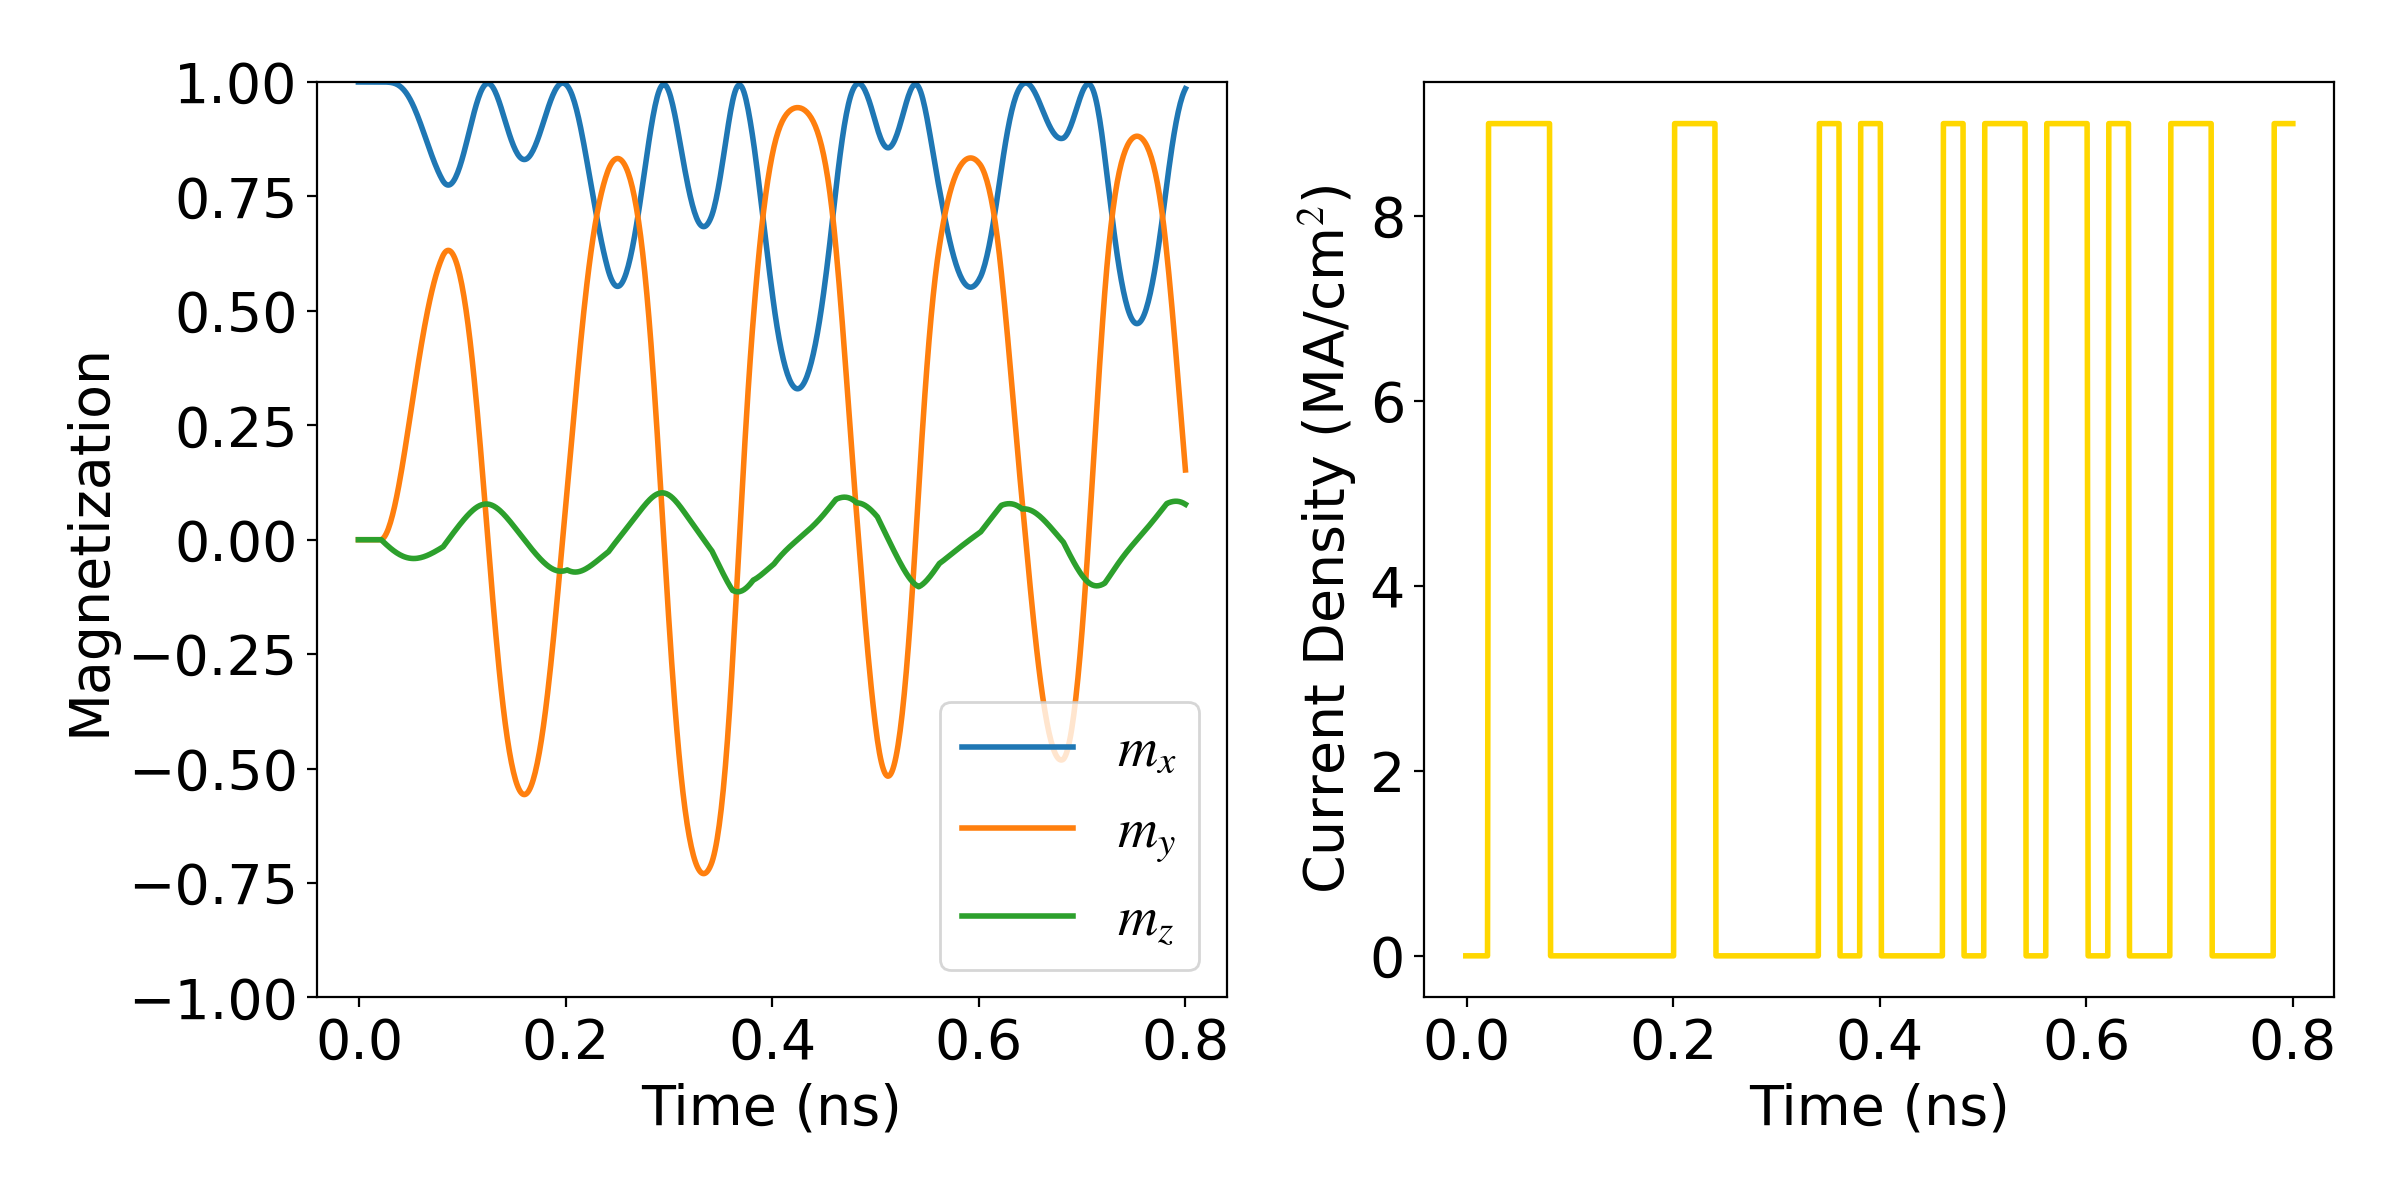 1.00
0.75
0.50
0.25
0.00
−0.25
−0.50
−0.75
−1.00
Magnetization
0.0 0.2 0.4 0.6 0.8
Time (ns)
m_x
m_y
m_z
8
6
4
2
0
Current Density (MA/cm²)
0.0 0.2 0.4 0.6 0.8
Time (ns)